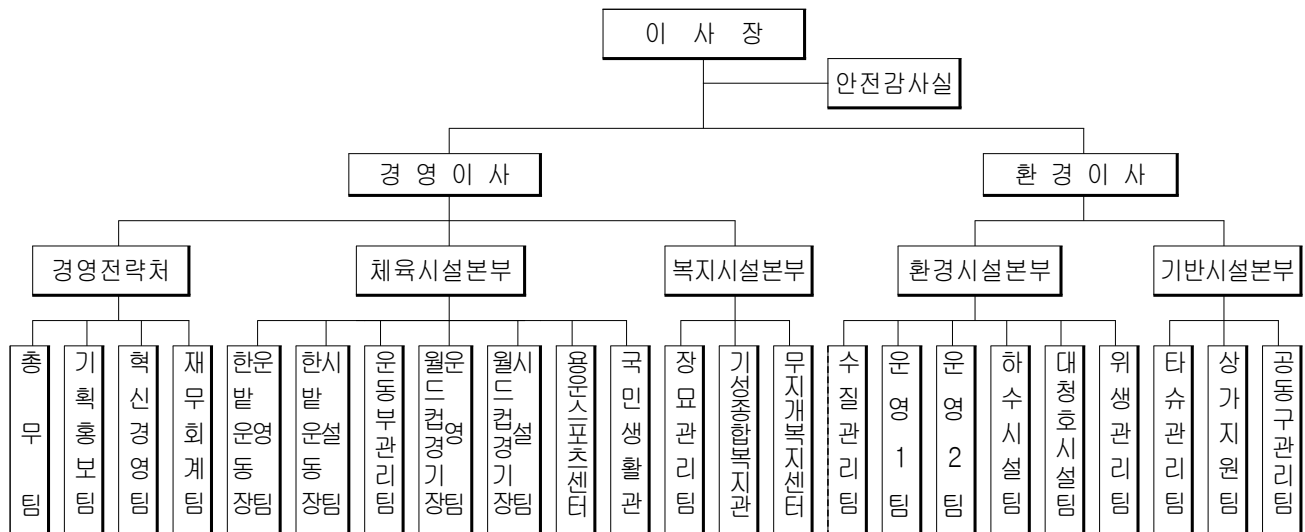 이 사 장
안전감사실
경 영 이 사
환 경 이 사
경영전략처
체육시설본부
복지시설본부
환경시설본부
기반시설본부
총 무 팀
기획홍보팀
혁신경영팀
재무회계팀
한밭운동장 운영팀
한밭운동장 시설팀
운동부관리팀
월드컵경기장 운영팀
월드컵경기장 시설팀
용운스포츠센터
국민생활관
장묘관리팀
기성종합복지관
무지개복지센터
수질관리팀
운영1팀
운영2팀
하수시설팀
대청호시설팀
위생관리팀
타슈관리팀
상가지원팀
공동구관리팀